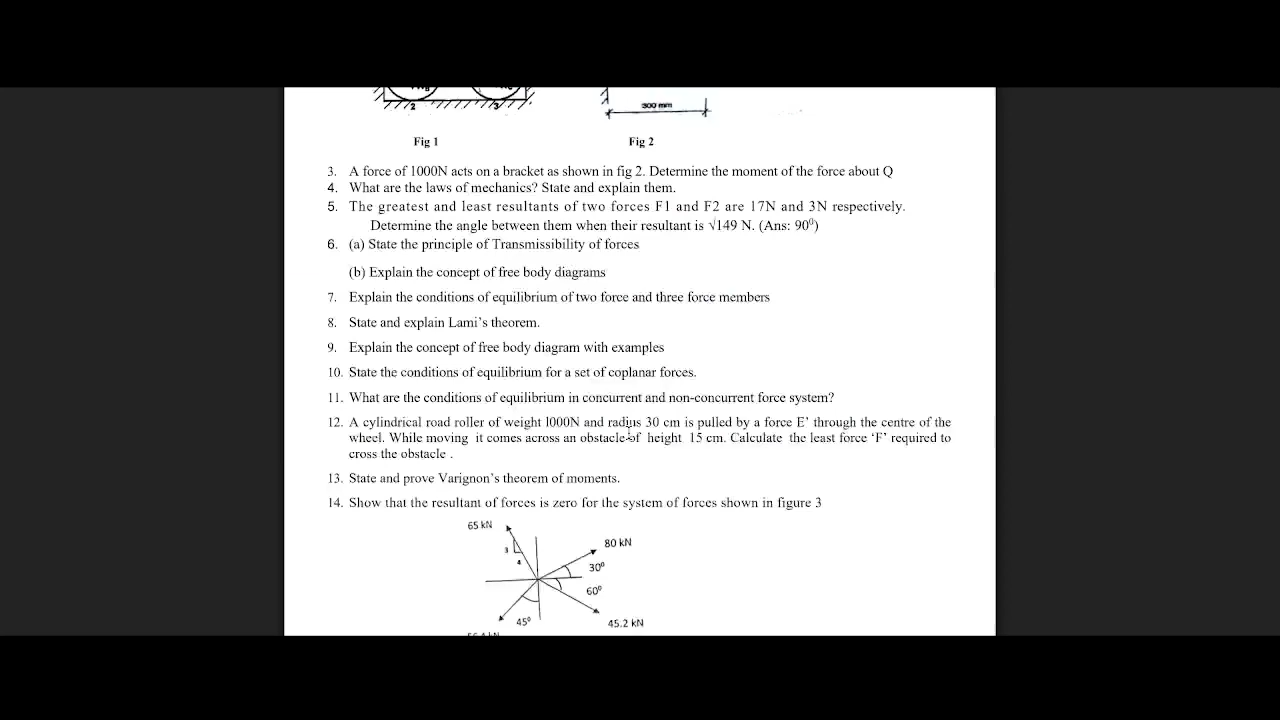 2
3
300 mm
Fig 1
Fig 2
3. A force of 1000N acts on a bracket as shown in fig 2. Determine the moment of the force about Q
4. What are the laws of mechanics? State and explain them.
5. The greatest and least resultants of two forces F1 and F2 are 17N and 3N respectively.
Determine the angle between them when their resultant is √149 N. (Ans: 90⁰)
6. (a) State the principle of Transmissibility of forces
(b) Explain the concept of free body diagrams
7. Explain the conditions of equilibrium of two force and three force members
8. State and explain Lami's theorem.
9. Explain the concept of free body diagram with examples
10. State the conditions of equilibrium for a set of coplanar forces.
11. What are the conditions of equilibrium in concurrent and non-concurrent force system?
12. A cylindrical road roller of weight l000N and radius 30 cm is pulled by a force E' through the centre of the
wheel. While moving it comes across an obstacle of height 15 cm. Calculate the least force 'F' required to
cross the obstacle .
13. State and prove Varignon's theorem of moments.
14. Show that the resultant of forces is zero for the system of forces shown in figure 3
65 kN
80 kN
3
4
30⁰
60⁰
45⁰
45.2 kN